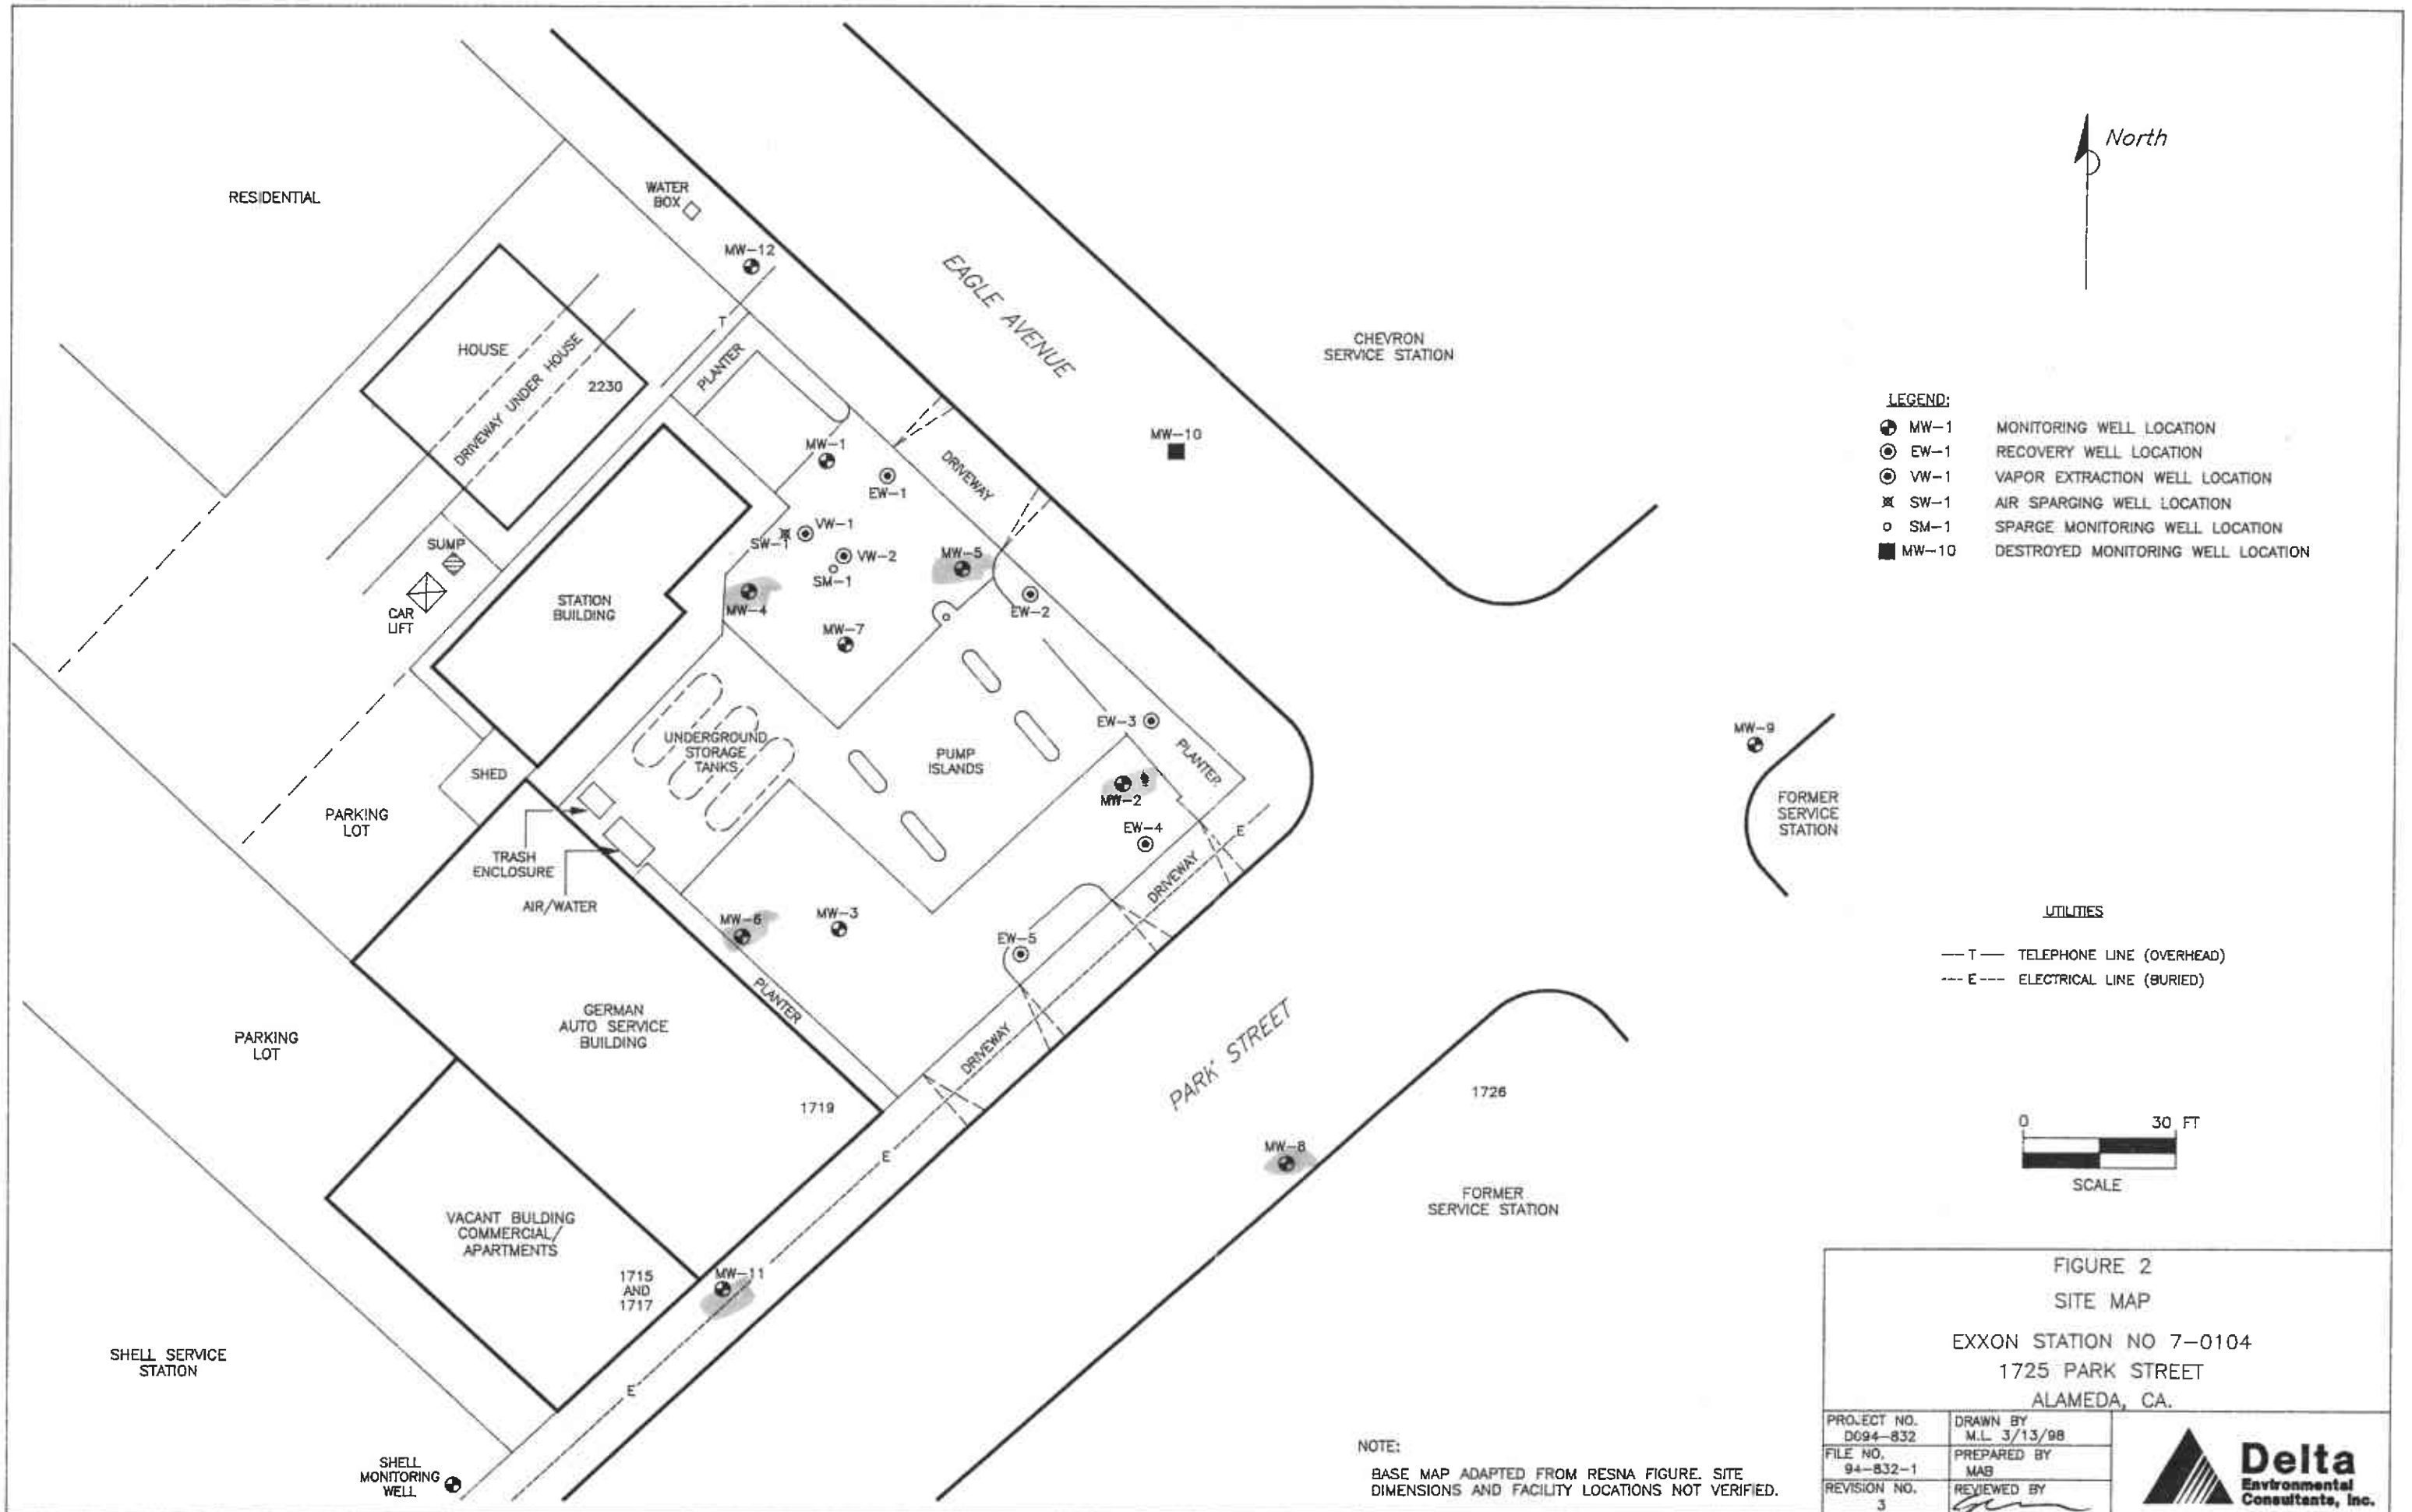 North
RESIDENTIAL
WATER
BOX
MW-12
EAGLE AVENUE
CHEVRON
SERVICE STATION
T
HOUSE
PLANTER
DRIVEWAY UNDER HOUSE
2230
LEGEND:
MW-1 MONITORING WELL LOCATION
EW-1 RECOVERY WELL LOCATION
VW-1 VAPOR EXTRACTION WELL LOCATION
SW-1 AIR SPARGING WELL LOCATION
SM-1 SPARGE MONITORING WELL LOCATION
MW-10 DESTROYED MONITORING WELL LOCATION
MW-10
MW-1
EW-1
DRIVEWAY
VW-1
SW-1
VW-2
SM-1
MW-5
MW-4
EW-2
MW-7
SUMP
CAR
LIFT
STATION
BUILDING
EW-3
PLANTER
MW-9
UNDERGROUND
STORAGE
TANKS
PUMP
ISLANDS
SHED
MW-2
EW-4
E
DRIVEWAY
FORMER
SERVICE
STATION
PARKING
LOT
TRASH
ENCLOSURE
AIR/WATER
MW-6
MW-3
EW-5
UTILITIES
---T--- TELEPHONE LINE (OVERHEAD)
---E--- ELECTRICAL LINE (BURIED)
PLANTER
GERMAN
AUTO SERVICE
BUILDING
DRIVEWAY
PARK STREET
PARKING
LOT
1719
1726
E
MW-8
0 30 FT
SCALE
FORMER
SERVICE STATION
VACANT BULDING
COMMERCIAL/
APARTMENTS
1715
AND
1717
MW-11
SHELL SERVICE
STATION
E
SHELL
MONITORING
WELL
NOTE:
BASE MAP ADAPTED FROM RESNA FIGURE. SITE
DIMENSIONS AND FACILITY LOCATIONS NOT VERIFIED.
FIGURE 2
SITE MAP
EXXON STATION NO 7-0104
1725 PARK STREET
ALAMEDA, CA.
PROJECT NO.
D094-832
DRAWN BY
M.L. 3/13/98
FILE NO.
94-832-1
PREPARED BY
MAB
REVISION NO.
3
REVIEWED BY
Delta
Environmental
Consultants, Inc.